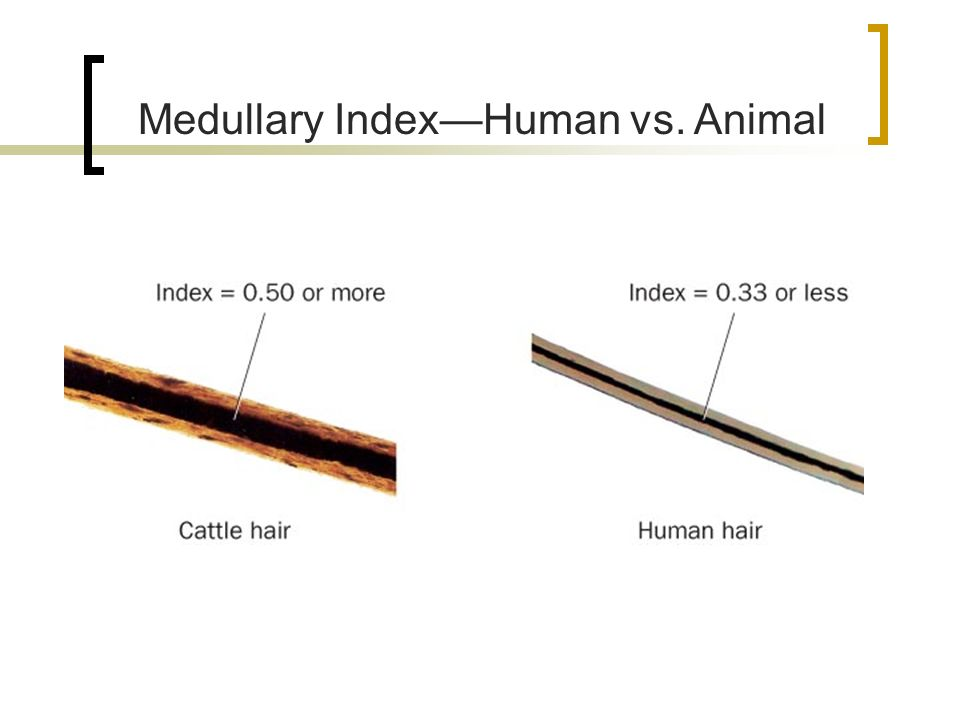 Medullary Index—Human vs. Animal
Index = 0.50 or more
Index = 0.33 or less
Cattle hair
Human hair